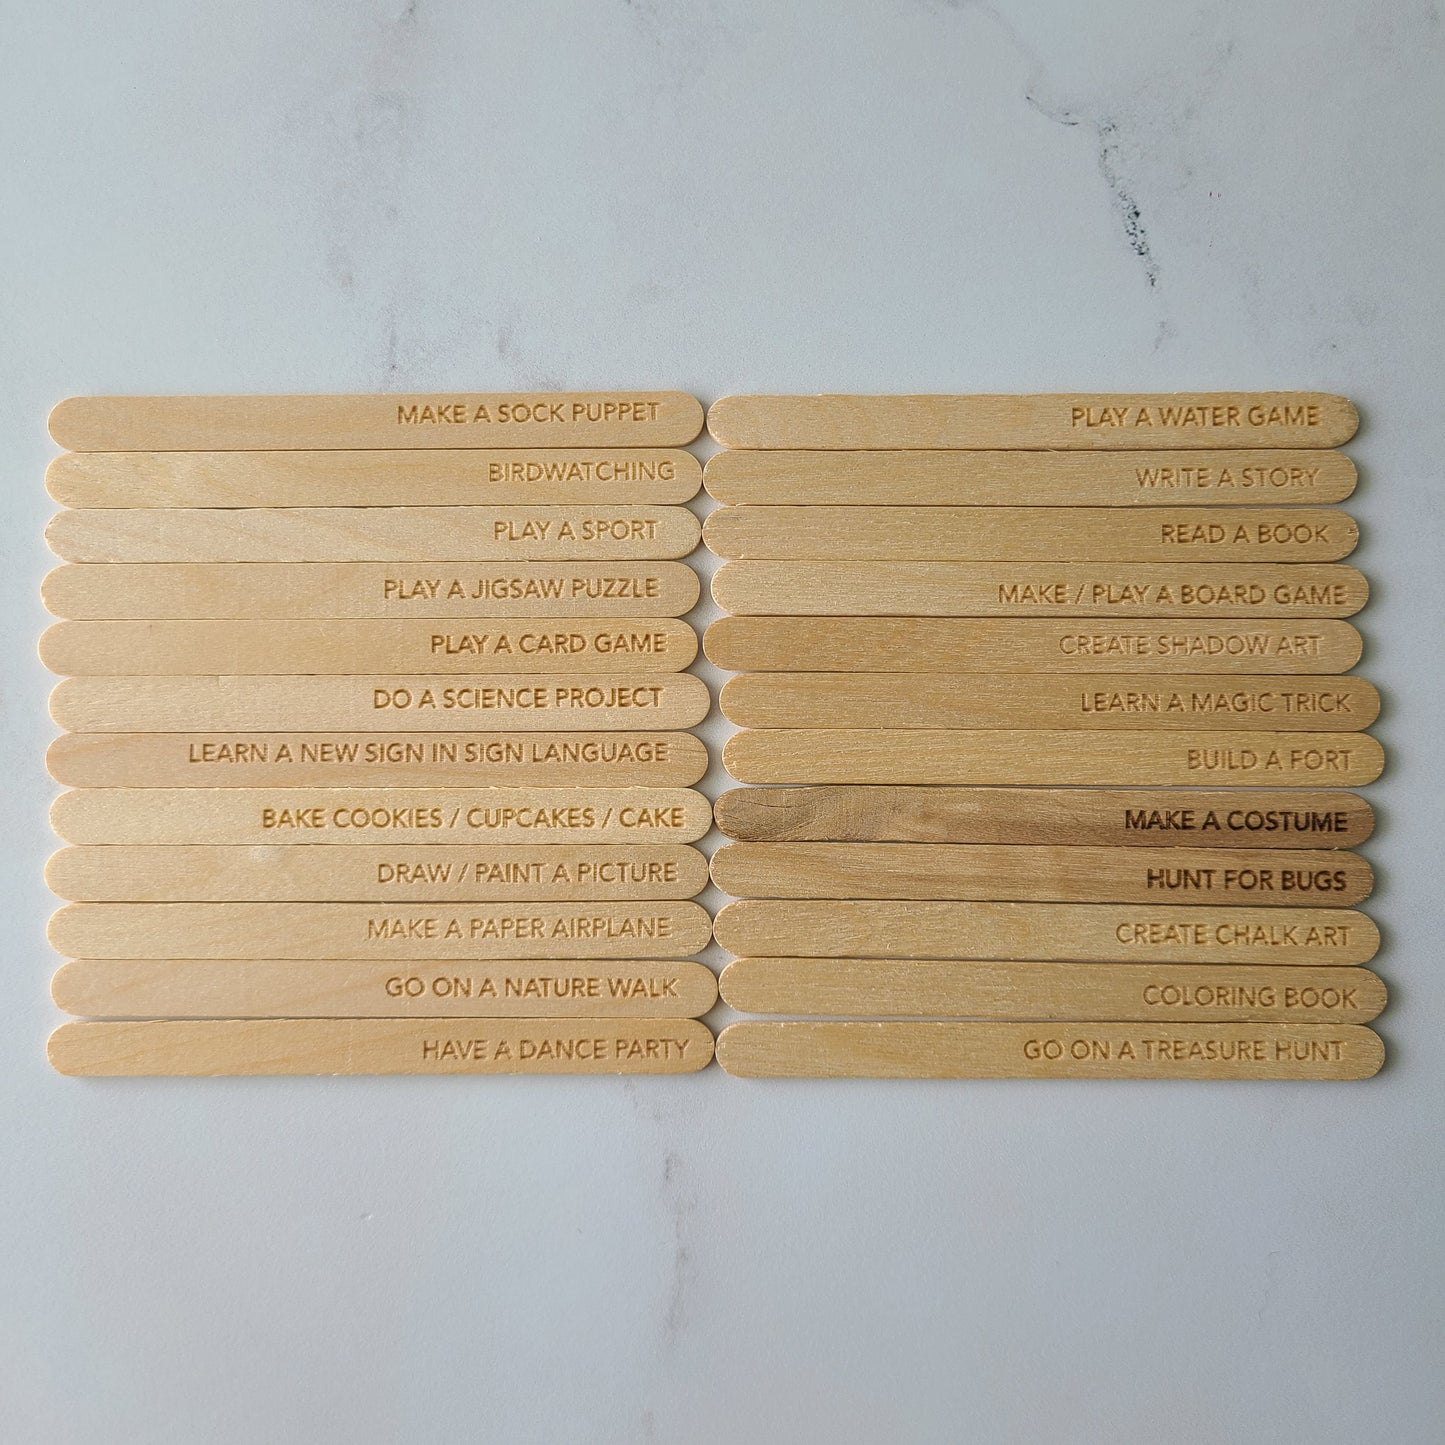 MAKE A SOCK PUPPET
BIRDWATCHING
PLAY A SPORT
PLAY A JIGSAW PUZZLE
PLAY A CARD GAME
DO A SCIENCE PROJECT
LEARN A NEW SIGN IN SIGN LANGUAGE
BAKE COOKIES / CUPCAKES / CAKE
DRAW / PAINT A PICTURE
MAKE A PAPER AIRPLANE
GO ON A NATURE WALK
HAVE A DANCE PARTY
PLAY A WATER GAME
WRITE A STORY
READ A BOOK
MAKE / PLAY A BOARD GAME
CREATE SHADOW ART
LEARN A MAGIC TRICK
BUILD A FORT
MAKE A COSTUME
HUNT FOR BUGS
CREATE CHALK ART
COLORING BOOK
GO ON A TREASURE HUNT